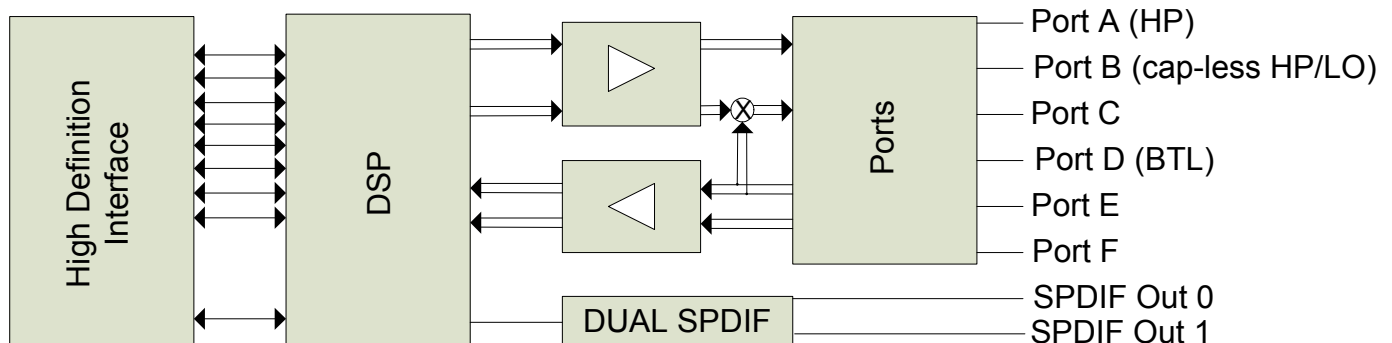 High Definition
Interface
DSP
Ports
Port A (HP)
Port B (cap-less HP/LO)
Port C
Port D (BTL)
Port E
Port F
DUAL SPDIF
SPDIF Out 0
SPDIF Out 1